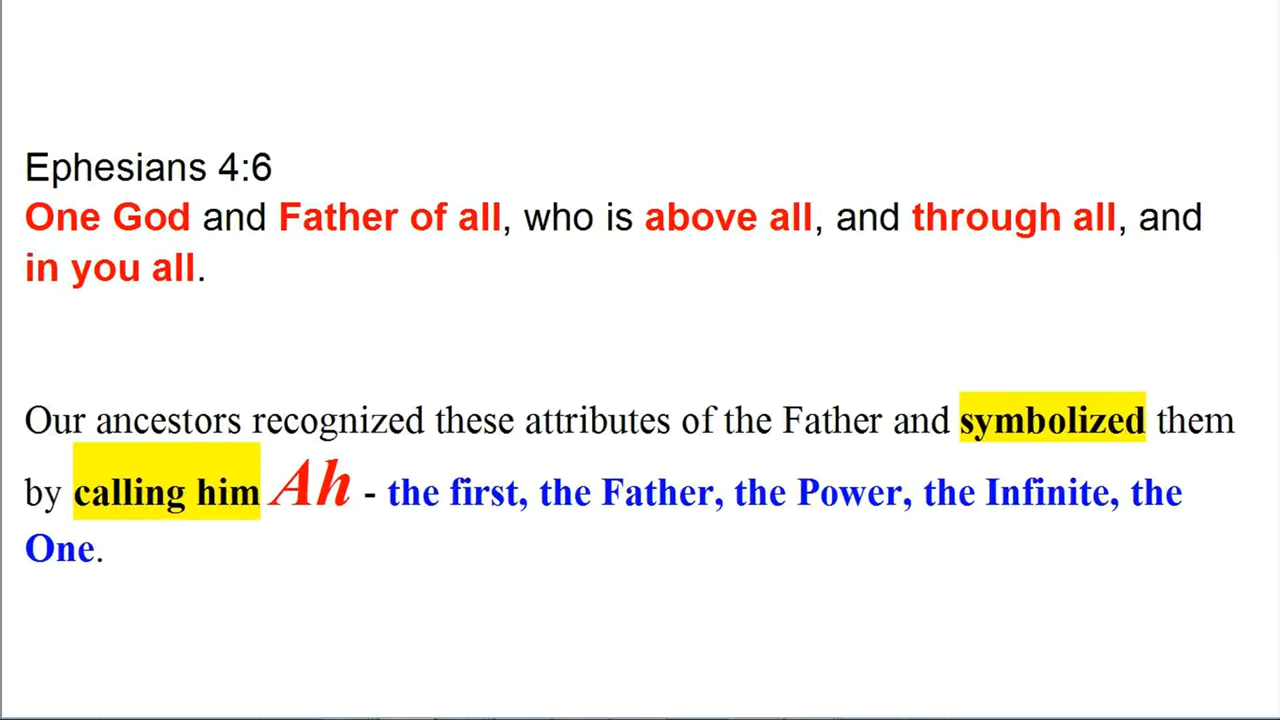 Ephesians 4:6
One God and Father of all, who is above all, and through all, and
in you all.
Our ancestors recognized these attributes of the Father and symbolized them
by calling him Ah - the first, the Father, the Power, the Infinite, the
One.